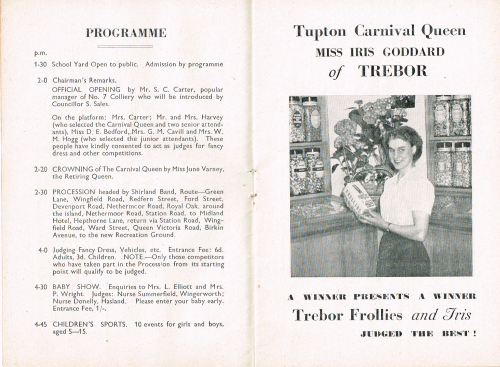 PROGRAMME
p.m.
1-30 School Yard Open to public. Admission by programme
2-0 Chairman's Remarks.
OFFICIAL OPENING by Mr. S. C. Carter, popular
manager of No. 7 Colliery who will be introduced by
Councillor S. Sales.
On the platform: Mrs. Carter; Mr. and Mrs. Harvey
(who selected the Carnival Queen and two senior attend-
ants), Miss D. E. Bedford, Mrs. G. M. Cavill and Mrs. W.
M. Hogg (who selected the junior attendants). These
people have kindly consented to act as judges for fancy
dress and other competitions.
2-20 CROWNING of The Carnival Queen by Miss June Varney,
the Retiring Queen.
2-30 PROCESSION headed by Shirland Band, Route—Green
Lane, Wingfield Road, Redfern Street, Ford Street,
Devenport Road, Nethermoor Road, Royal Oak, around
the island, Nethermoor Road, Station Road, to Midland
Hotel, Hepthorne Lane, return via Station Road, Wing-
field Road, Ward Street, Queen Victoria Road, Birkin
Avenue, to the new Recreation Ground.
4-0 Judging Fancy Dress, Vehicles, etc. Entrance Fee: 6d.
Adults, 3d. Children. .NOTE.—Only those competitors
who have taken part in the Procession from its starting
point will qualify to be judged.
4-30 BABY SHOW. Enquiries to Mrs. L. Elliott and Mrs.
P. Wright. Judges: Nurse Summerfield, Wingerworth;
Nurse Donelly, Hasland. Please enter your baby early.
Entrance Fee, 1/-.
4-45 CHILDREN'S SPORTS. 10 events for girls and boys,
aged 5—15.
Tupton Carnival Queen
MISS IRIS GODDARD
of TREBOR
A WINNER PRESENTS A WINNER
Trebor Frollies and Iris
JUDGED THE BEST !